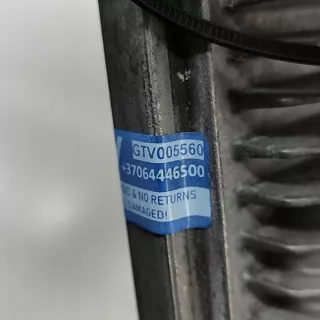 GTV005560
+37064446500
& NO RETURNS
DAMAGED!